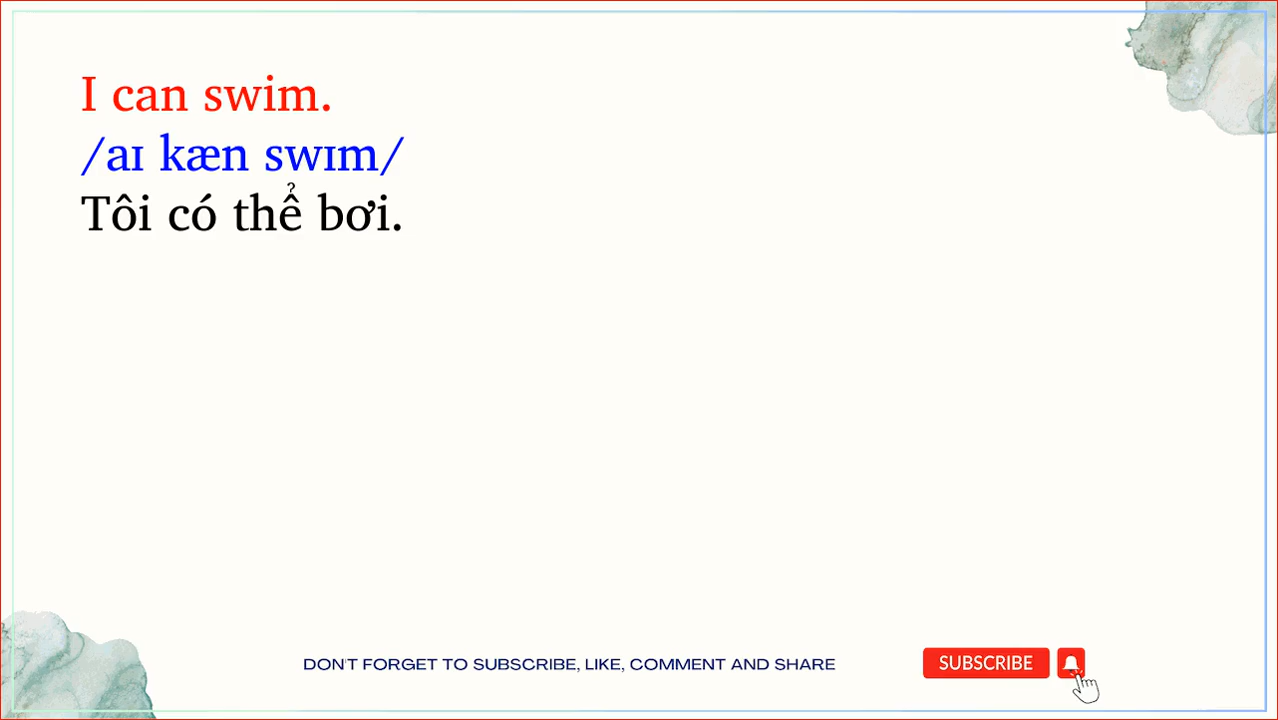 I can swim.
/aɪ kæn swɪm/
Tôi có thể bơi.
DON'T FORGET TO SUBSCRIBE, LIKE, COMMENT AND SHARE
SUBSCRIBE